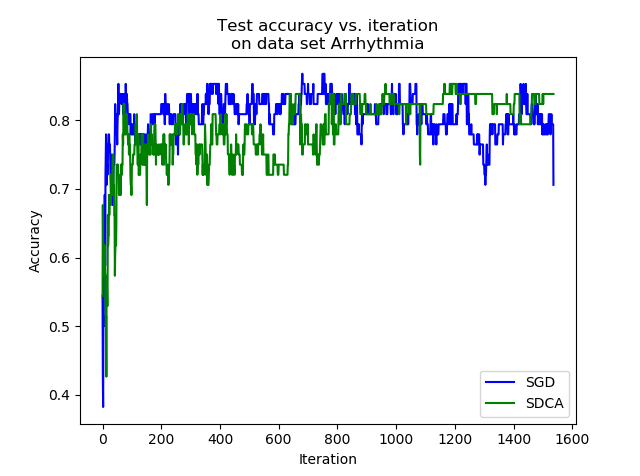 Test accuracy vs. iteration
on data set Arrhythmia
Accuracy
0.8
0.7
0.6
0.5
0.4
0 200 400 600 800 1000 1200 1400 1600
Iteration
SGD
SDCA